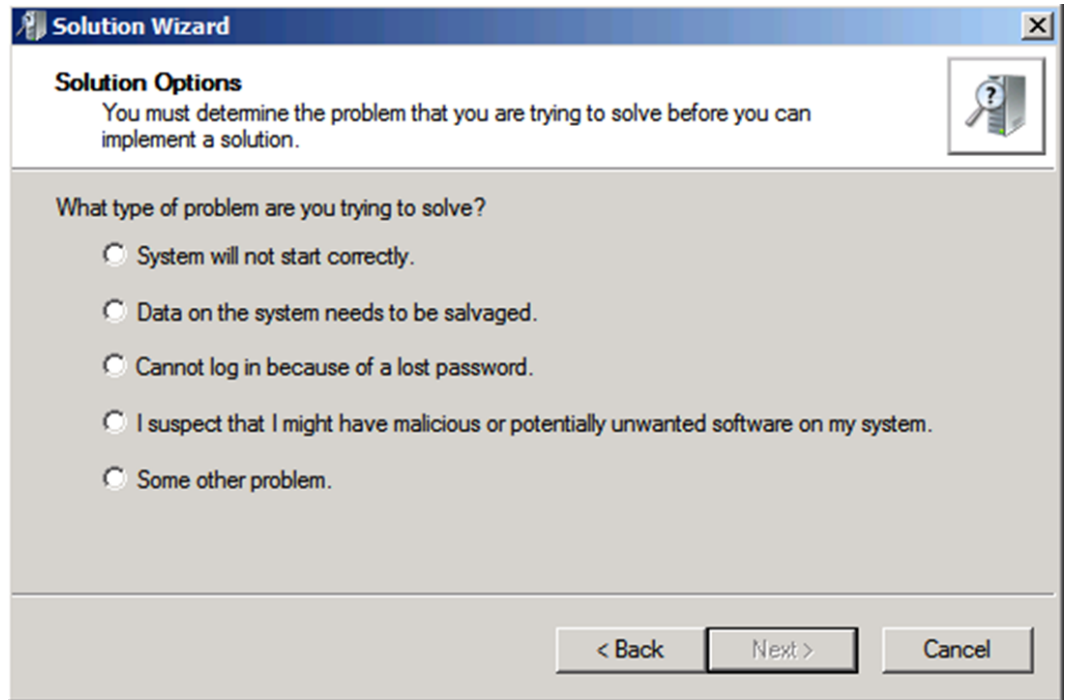 Solution Wizard
Solution Options
You must determine the problem that you are trying to solve before you can
implement a solution.
?
What type of problem are you trying to solve?
System will not start correctly.
Data on the system needs to be salvaged.
Cannot log in because of a lost password.
I suspect that I might have malicious or potentially unwanted software on my system.
Some other problem.
< Back Next > Cancel